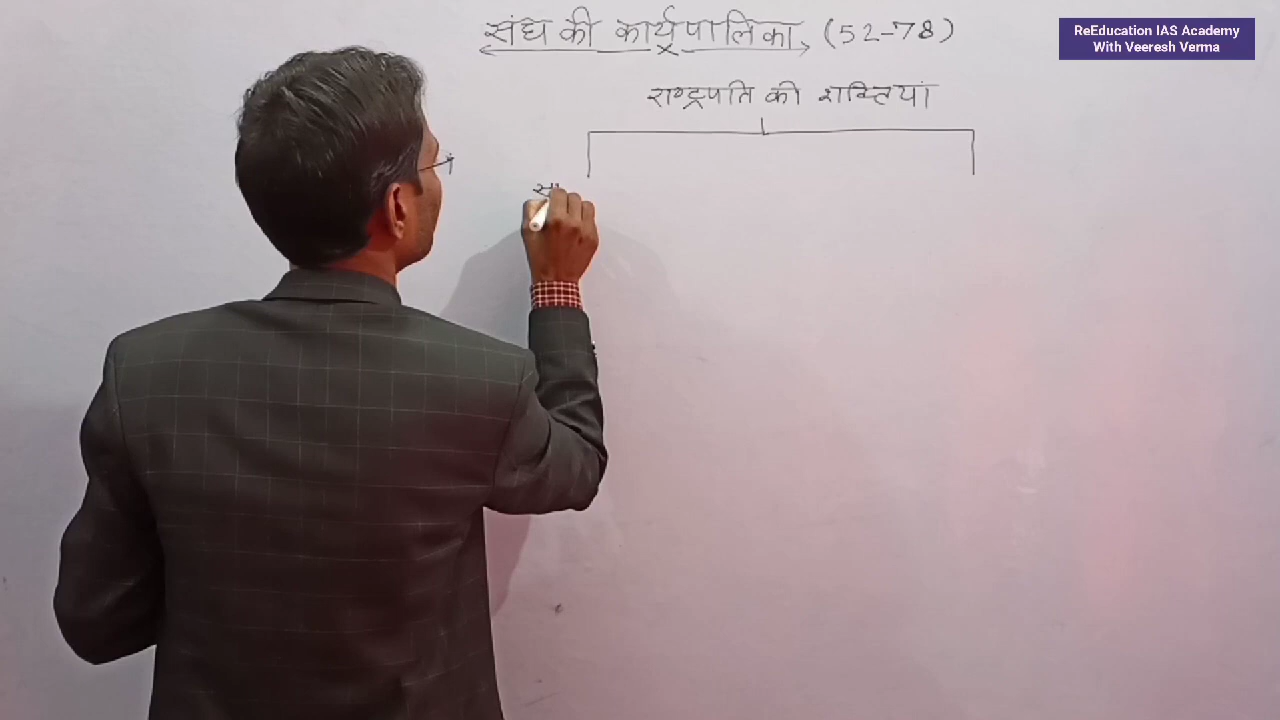 संघ की कार्यपालिका, (52-78)
ReEducation IAS Academy
With Veeresh Verma
राष्ट्रपति की शक्तियां